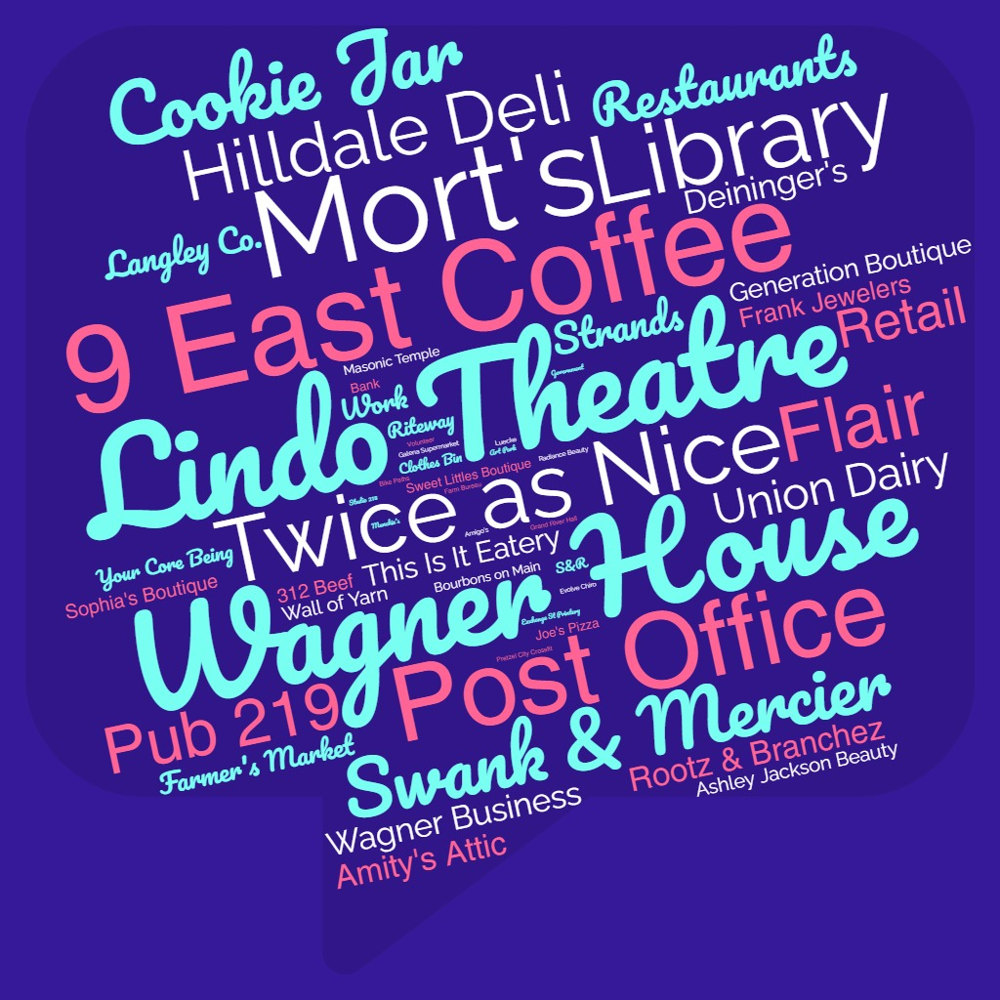 Cookie Jar
Restaurants
Hilldale Deli
Mort's
Library
Deininger's
Langley Co.
9 East Coffee
Generation Boutique
Frank Jewelers
Retail
Strands
Masonic Temple
Government
Bank
Work
Lindo Theatre
Riteway
Volunteer
Galena Supermarket
Luecke
Art Park
Clothes Bin
Radiance Beauty
Bike Paths
Sweet Littles Boutique
Farm Bureau
Studio 218
Twice as Nice
Flair
Union Dairy
Munchie's
Amigo's
Grand River Hall
Your Core Being
This Is It Eatery
Sophia's Boutique
312 Beef
Bourbons on Main
S&R
Wall of Yarn
Evolve Chiro
Wagner House
Exchange St Printery
Joe's Pizza
Pretzel City Crossfit
Post Office
Pub 219
Farmer's Market
Swank & Mercier
Rootz & Branchez
Ashley Jackson Beauty
Wagner Business
Amity's Attic